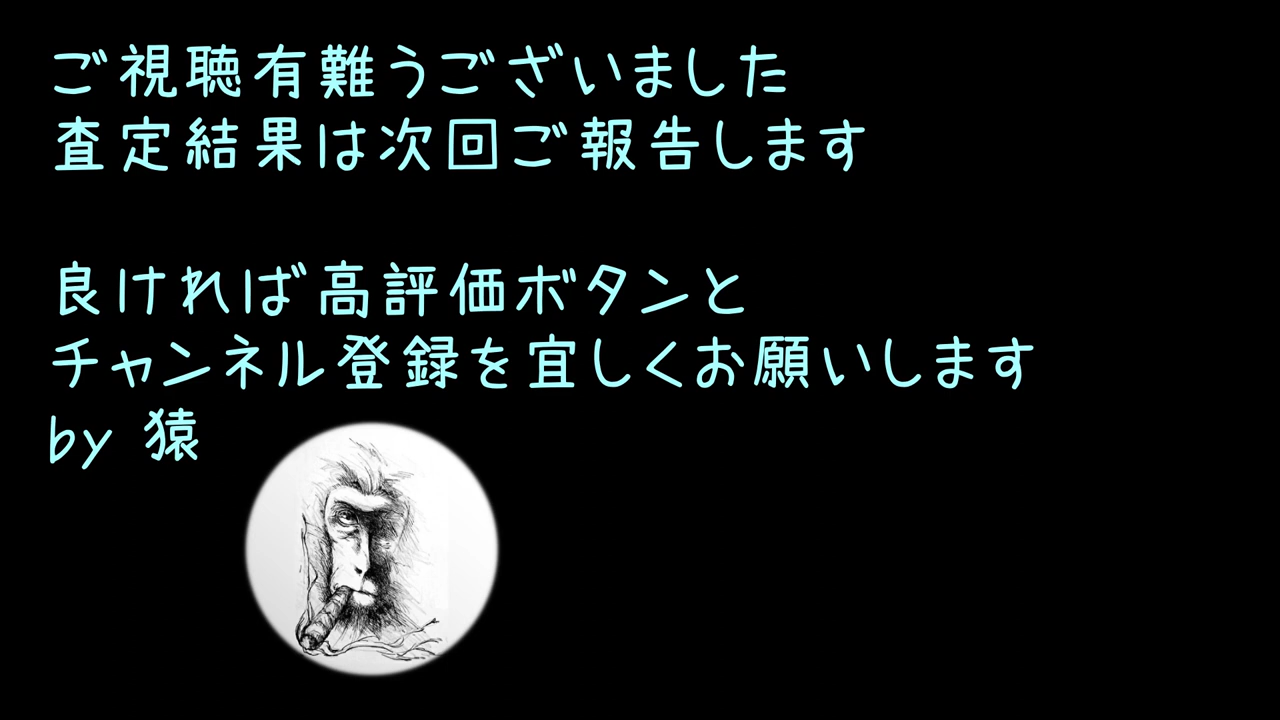 ご視聴有難うございました
査定結果は次回ご報告します
良ければ高評価ボタンと
チャンネル登録を宜しくお願いします
by 猿